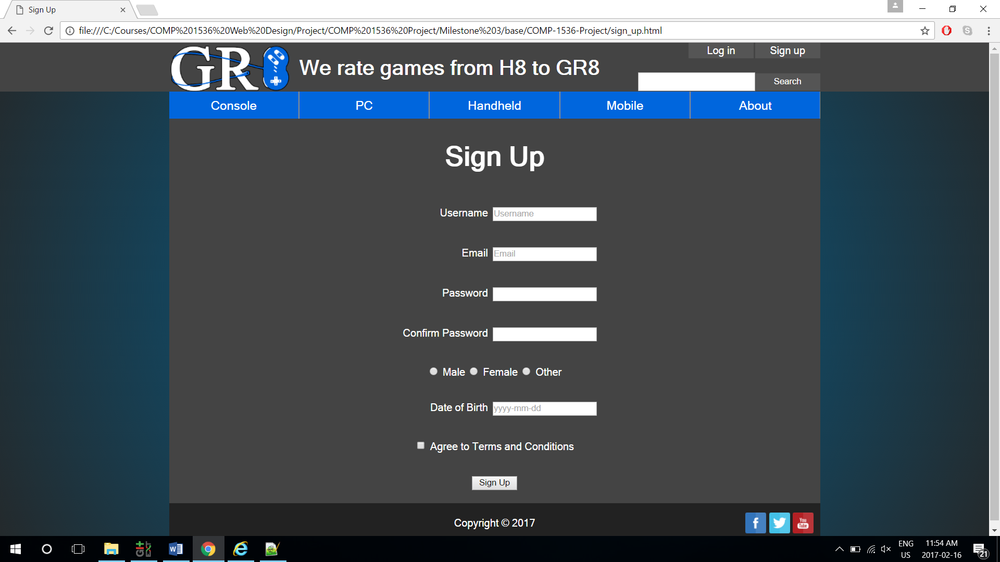 Sign Up
file:///C:/Courses/COMP%201536%20Web%20Design/Project/COMP%201536%20Project/Milestone%203/base/COMP-1536-Project/sign_up.html
GR8
We rate games from H8 to GR8
Log in
Sign up
Search
Console
PC
Handheld
Mobile
About
Sign Up
Username
Username
Email
Email
Password
Confirm Password
Male
Female
Other
Date of Birth
yyyy-mm-dd
Agree to Terms and Conditions
Sign Up
Copyright © 2017
You Tube
ENG
US
11:54 AM
2017-02-16
21